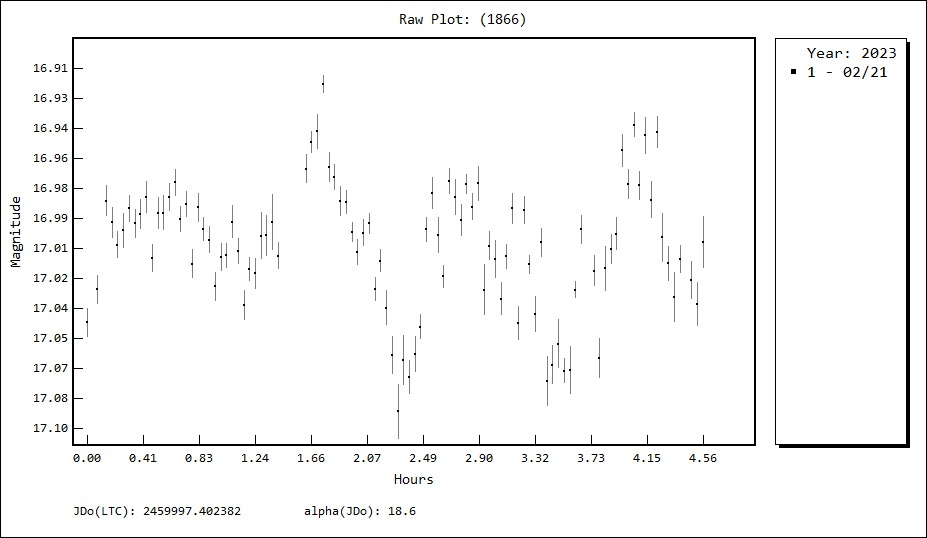 Raw Plot: (1866)
Year: 2023
1 - 02/21
Magnitude
16.91
16.93
16.94
16.96
16.98
16.99
17.01
17.02
17.04
17.05
17.07
17.08
17.10
0.00 0.41 0.83 1.24 1.66 2.07 2.49 2.90 3.32 3.73 4.15 4.56
Hours
JDo(LTC): 2459997.402382 alpha(JDo): 18.6